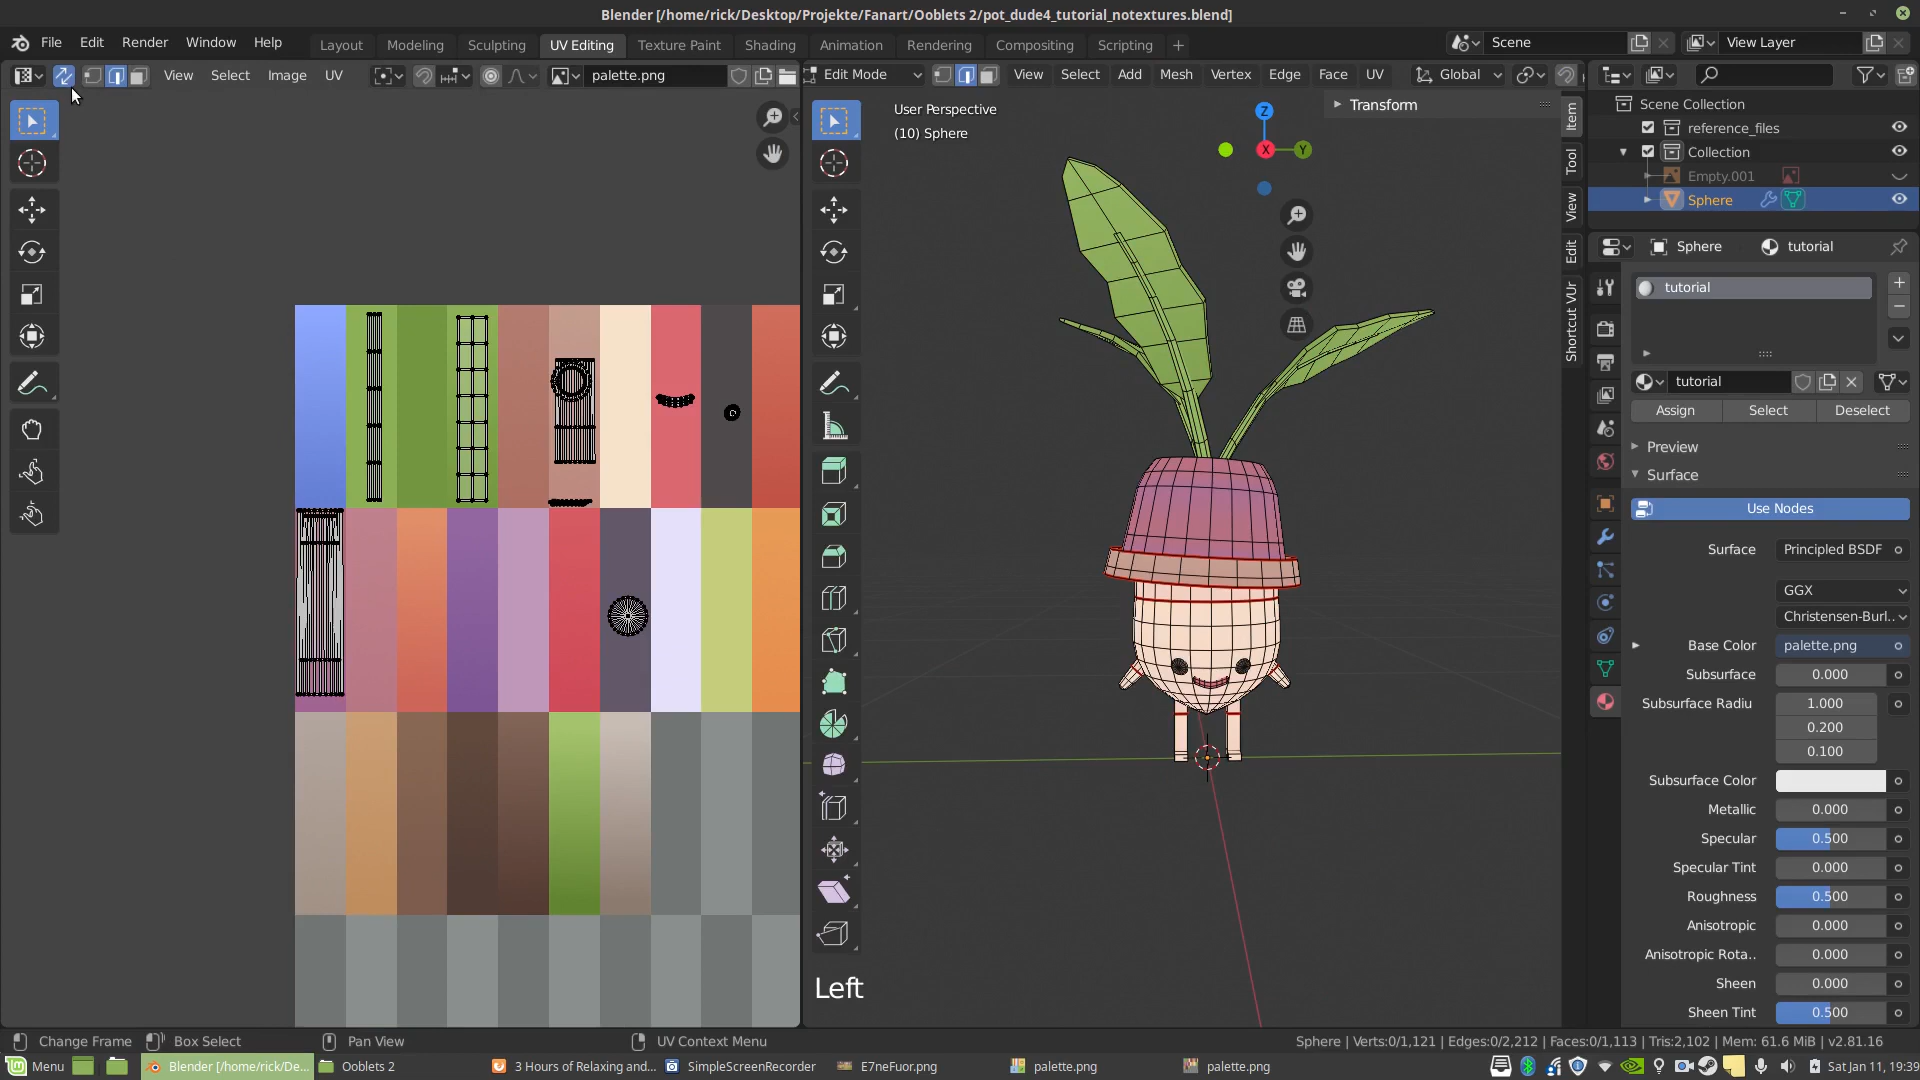 Blender [/home/rick/Desktop/Projekte/Fanart/Ooblets 2/pot_dude4_tutorial_notextures.blend]
File Edit Render Window Help
Layout Modeling Sculpting UV Editing Texture Paint Shading Animation Rendering Compositing Scripting +
Scene
View Layer
View Select Image UV
palette.png
Edit Mode View Select Add Mesh Vertex Edge Face UV
Global
User Perspective
(10) Sphere
Transform
Z
X
Y
Item
Tool
View
Edit
Shortcut VUr
Scene Collection
reference_files
Collection
Empty.001
Sphere
Sphere
tutorial
tutorial
tutorial
Assign Select Deselect
Preview
Surface
Use Nodes
Surface Principled BSDF
GGX
Christensen-Burl..
Base Color palette.png
Subsurface 0.000
Subsurface Radiu 1.000
0.200
0.100
Subsurface Color
Metallic 0.000
Specular 0.500
Specular Tint 0.000
Roughness 0.500
Anisotropic 0.000
Anisotropic Rota.. 0.000
Sheen 0.000
Sheen Tint 0.500
Left
Change Frame Box Select Pan View UV Context Menu
Sphere | Verts:0/1,121 | Edges:0/2,212 | Faces:0/1,113 | Tris:2,102 | Mem: 61.6 MiB | v2.81.16
Menu Blender [/home/rick/De... Ooblets 2 3 Hours of Relaxing and... SimpleScreenRecorder E7neFuor.png palette.png palette.png Sat Jan 11, 19:39